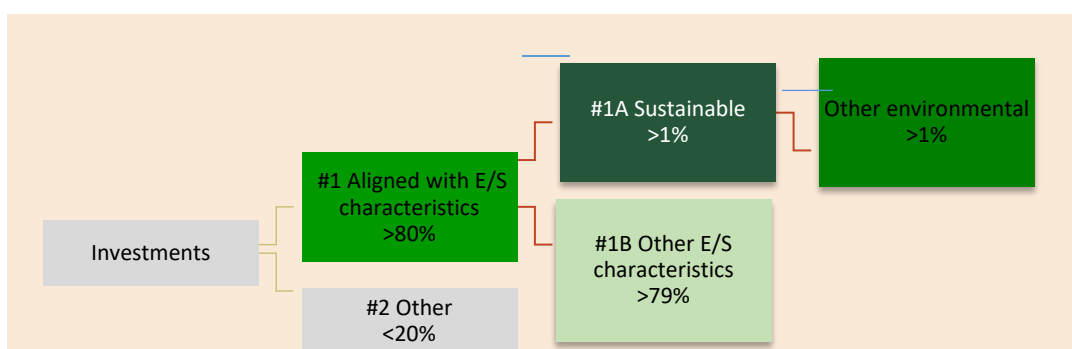 Investments
#1 Aligned with E/S
characteristics
>80%
#2 Other
<20%
#1A Sustainable
>1%
#1B Other E/S
characteristics
>79%
Other environmental
>1%